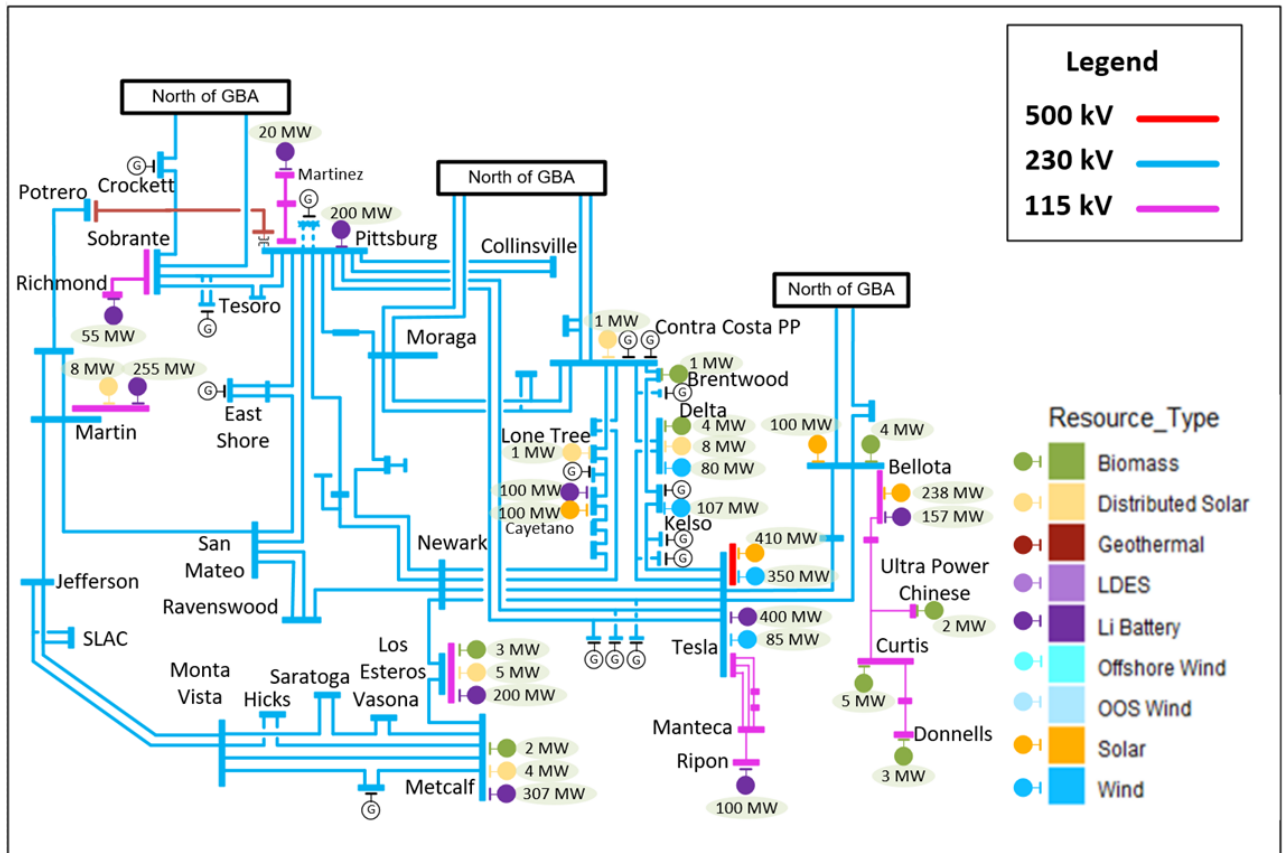 Legend
500 kV
230 kV
115 kV
North of GBA
20 MW
Martinez
G
Crockett
Potrero
G
North of GBA
200 MW
Pittsburg
Sobrante
Collinsville
Richmond
Tesoro
G
55 MW
North of GBA
1 MW
G
G
Contra Costa PP
Moraga
8 MW
255 MW
Martin
G
East
Shore
1 MW
Brentwood
G
Delta
4 MW
8 MW
80 MW
Lone Tree
1 MW
G
100 MW
100 MW
Cayetano
G
107 MW
Kelso
G
G
100 MW
4 MW
Bellota
238 MW
157 MW
Resource_Type
Biomass
Distributed Solar
Geothermal
LDES
Li Battery
Offshore Wind
OOS Wind
Solar
Wind
San
Mateo
Newark
410 MW
350 MW
Ultra Power
Chinese
2 MW
Jefferson
Ravenswood
SLAC
400 MW
85 MW
Tesla
G
G
G
Curtis
5 MW
Los
Esteros
3 MW
5 MW
200 MW
Monta
Vista
Hicks
Saratoga
Vasona
Manteca
Ripon
100 MW
Donnells
3 MW
Metcalf
2 MW
4 MW
307 MW
G